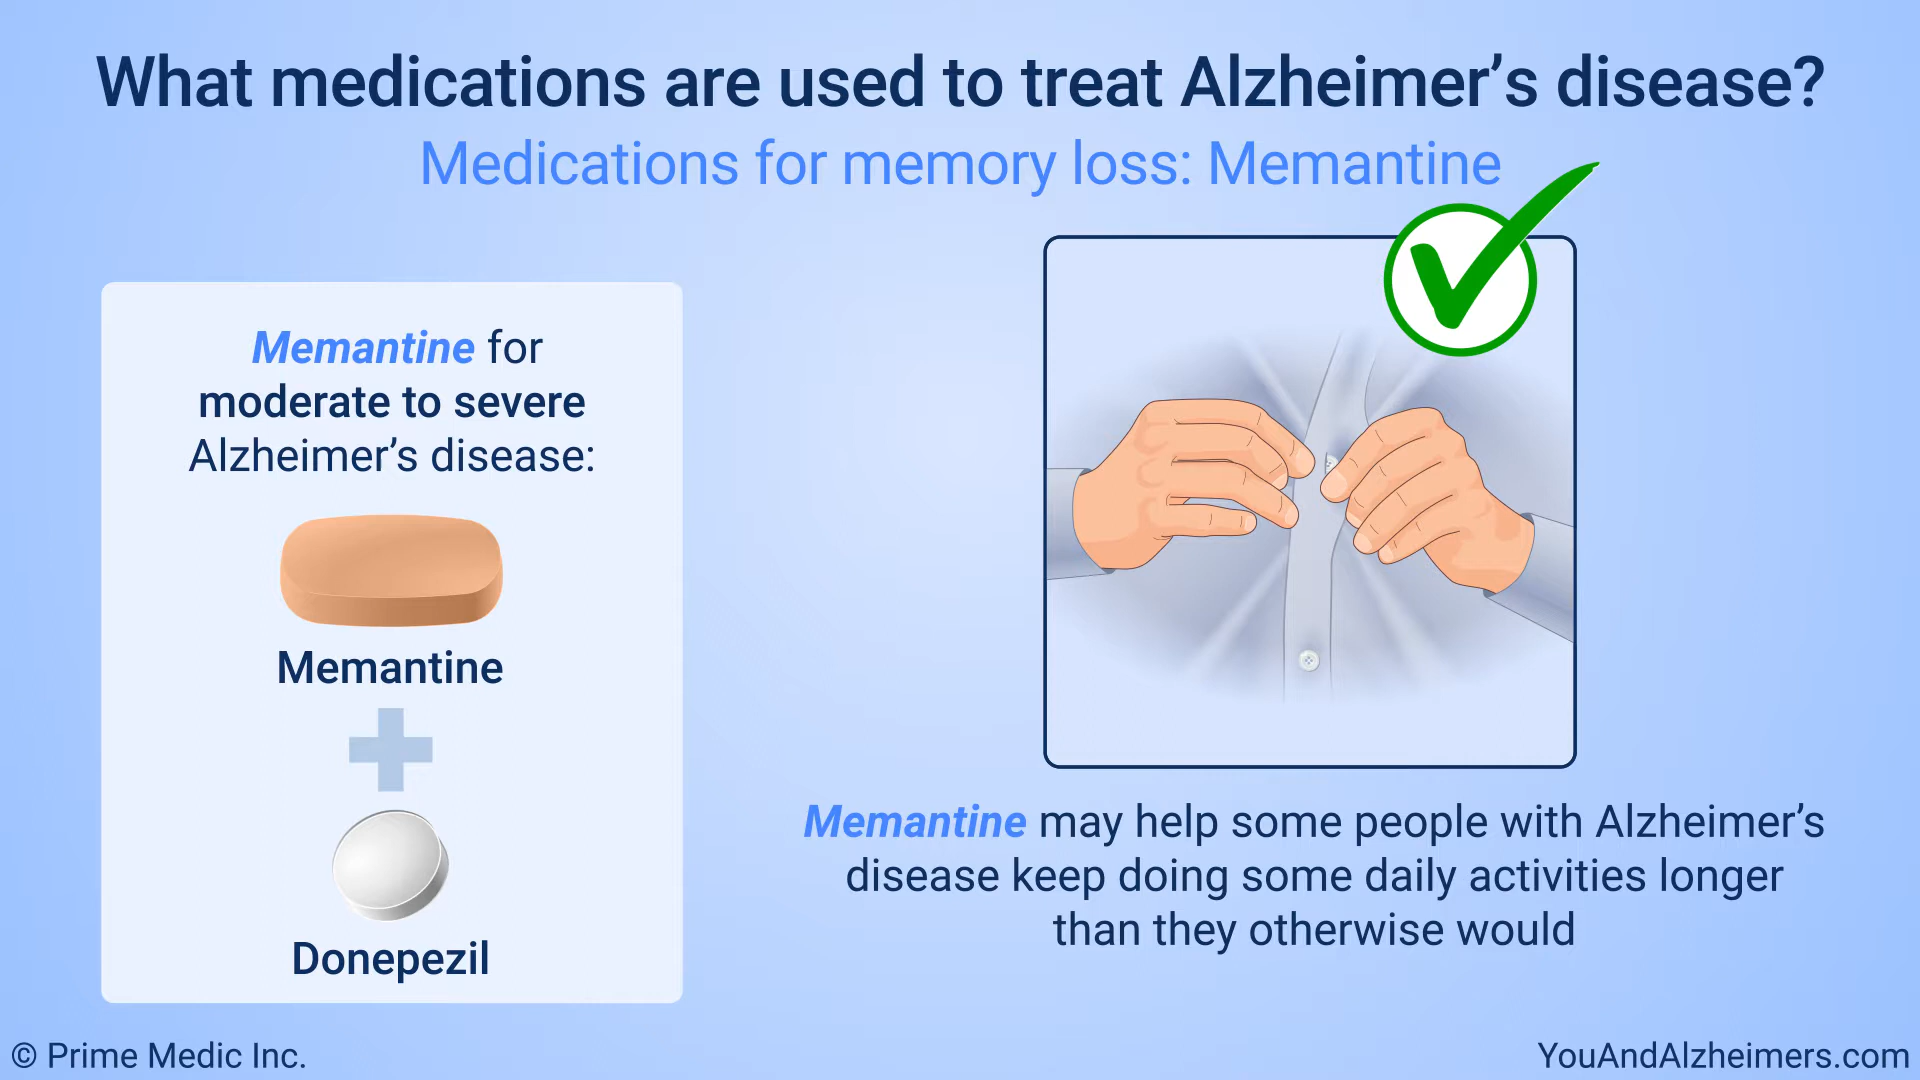 What medications are used to treat Alzheimer’s disease?
Medications for memory loss: Memantine
Memantine for
moderate to severe
Alzheimer’s disease:
Memantine
Donepezil
Memantine may help some people with Alzheimer’s
disease keep doing some daily activities longer
than they otherwise would
© Prime Medic Inc.
YouAndAlzheimers.com